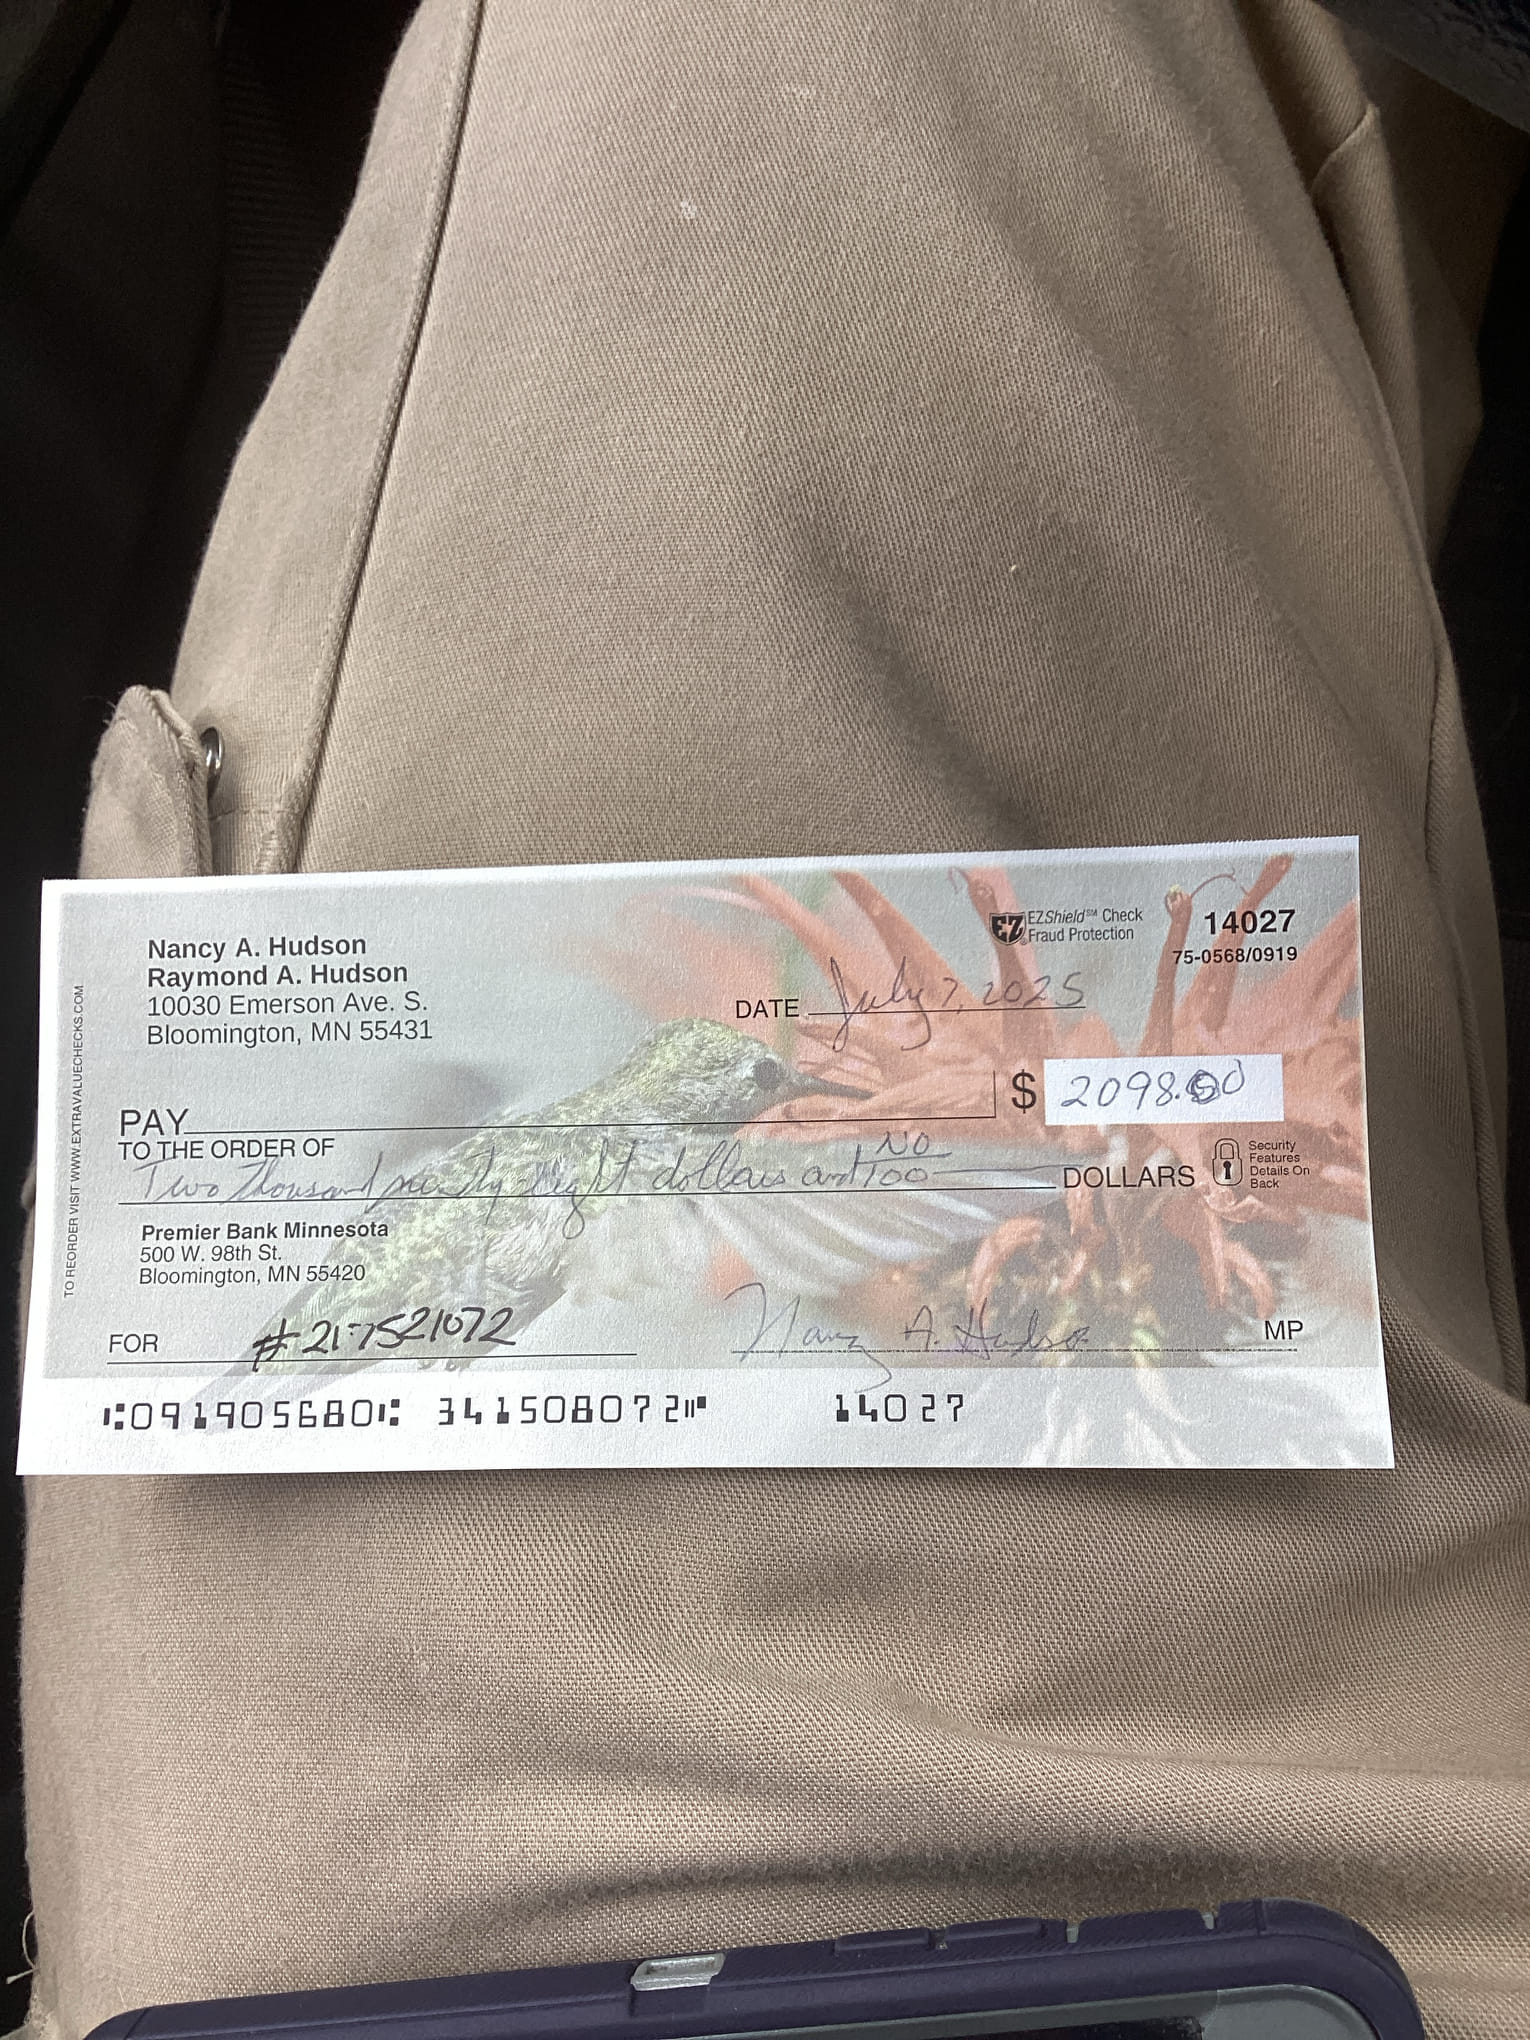 Nancy A. Hudson
Raymond A. Hudson
10030 Emerson Ave. S.
Bloomington, MN 55431
EZ EZShield℠ Check
Fraud Protection
14027
75-0568/0919
DATE July 7, 2025
PAY
TO THE ORDER OF
$ 2098.00
Two thousand ninety eight dollars and NO/100 DOLLARS
Security
Features
Details On
Back
Premier Bank Minnesota
500 W. 98th St.
Bloomington, MN 55420
FOR #217521072
Nancy A. Hudson MP
⑆091905680⑆ 341508072⑈ 14027
TO REORDER VISIT WWW.EXTRAVALUECHECKS.COM